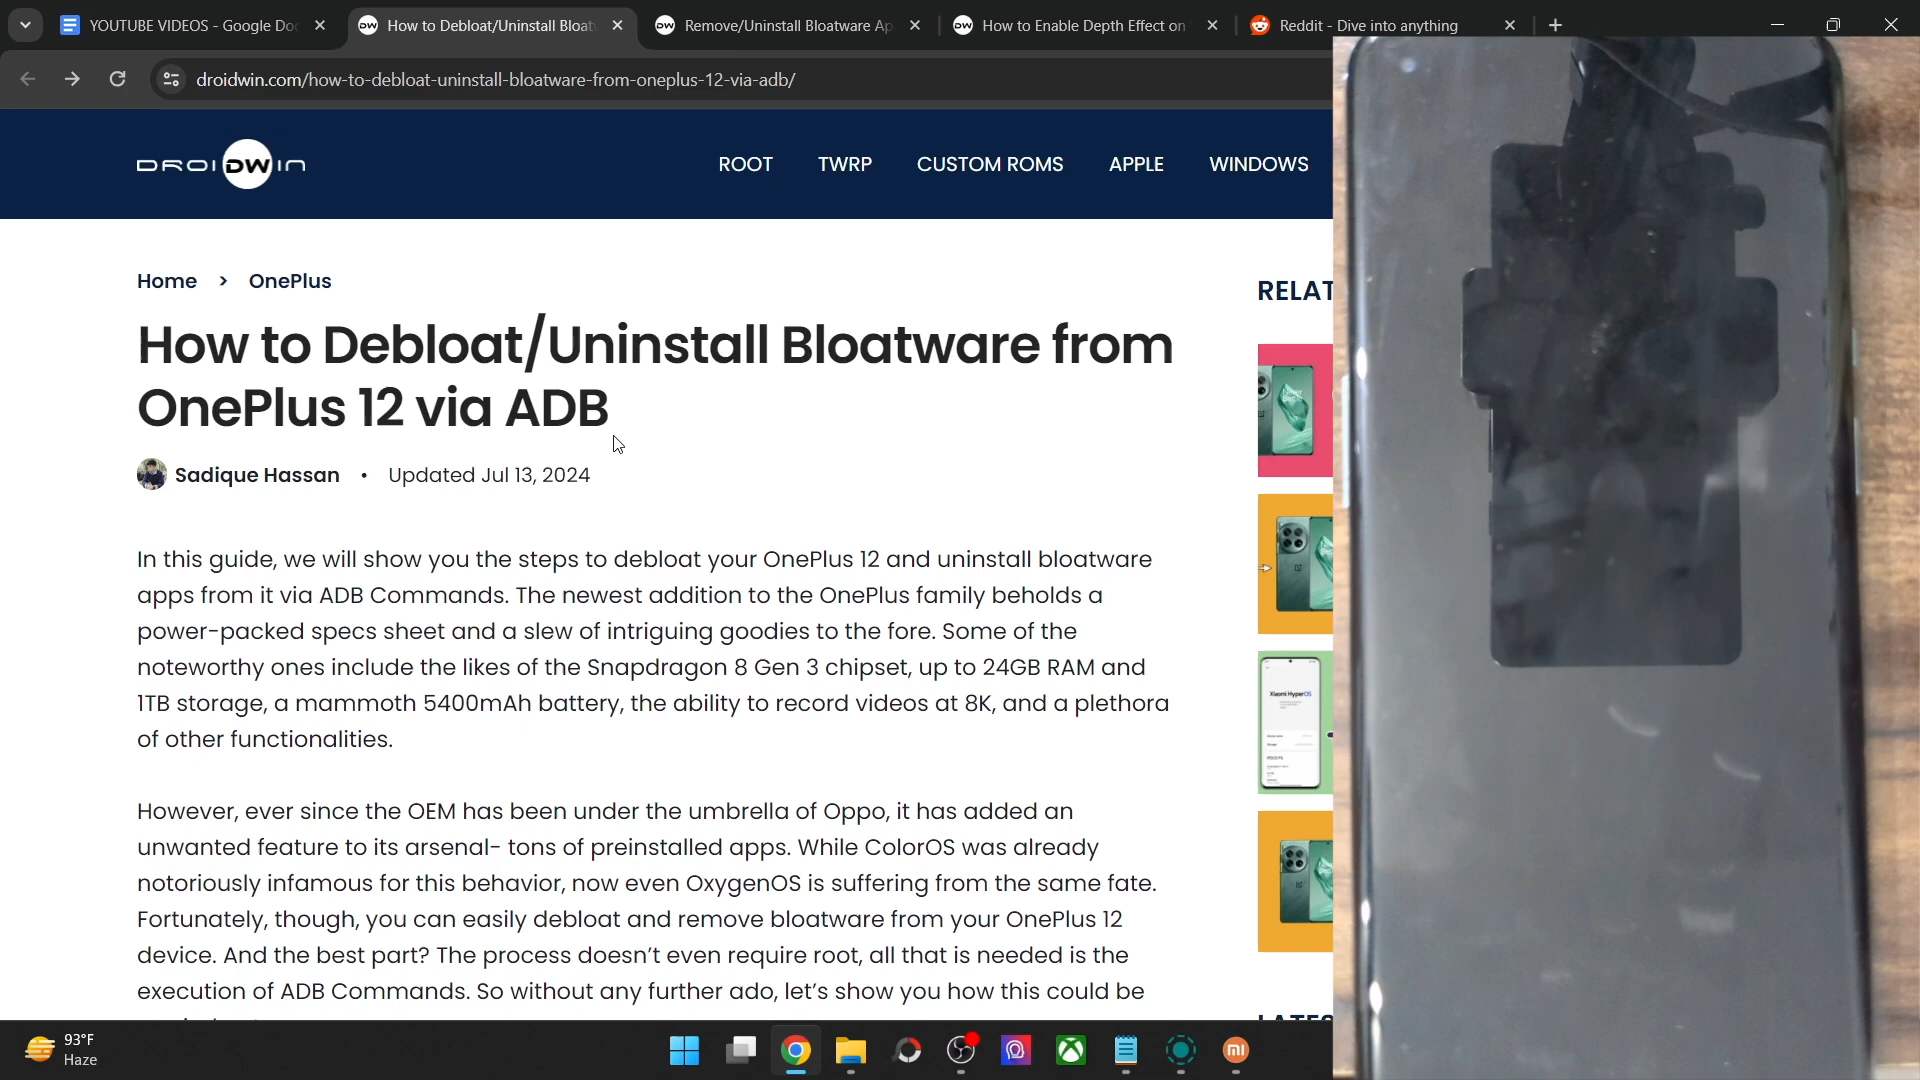 YOUTUBE VIDEOS - Google Doc
How to Debloat/Uninstall Bloat
Remove/Uninstall Bloatware Ap
How to Enable Depth Effect on
Reddit - Dive into anything
droidwin.com/how-to-debloat-uninstall-bloatware-from-oneplus-12-via-adb/
DROIDWIN
ROOT
TWRP
CUSTOM ROMS
APPLE
WINDOWS
Home > OnePlus
How to Debloat/Uninstall Bloatware from
OnePlus 12 via ADB
Sadique Hassan • Updated Jul 13, 2024
In this guide, we will show you the steps to debloat your OnePlus 12 and uninstall bloatware
apps from it via ADB Commands. The newest addition to the OnePlus family beholds a
power-packed specs sheet and a slew of intriguing goodies to the fore. Some of the
noteworthy ones include the likes of the Snapdragon 8 Gen 3 chipset, up to 24GB RAM and
1TB storage, a mammoth 5400mAh battery, the ability to record videos at 8K, and a plethora
of other functionalities.
However, ever since the OEM has been under the umbrella of Oppo, it has added an
unwanted feature to its arsenal- tons of preinstalled apps. While ColorOS was already
notoriously infamous for this behavior, now even OxygenOS is suffering from the same fate.
Fortunately, though, you can easily debloat and remove bloatware from your OnePlus 12
device. And the best part? The process doesn't even require root, all that is needed is the
execution of ADB Commands. So without any further ado, let's show you how this could be
RELAT
Xiaomi HyperOS
93°F
Haze